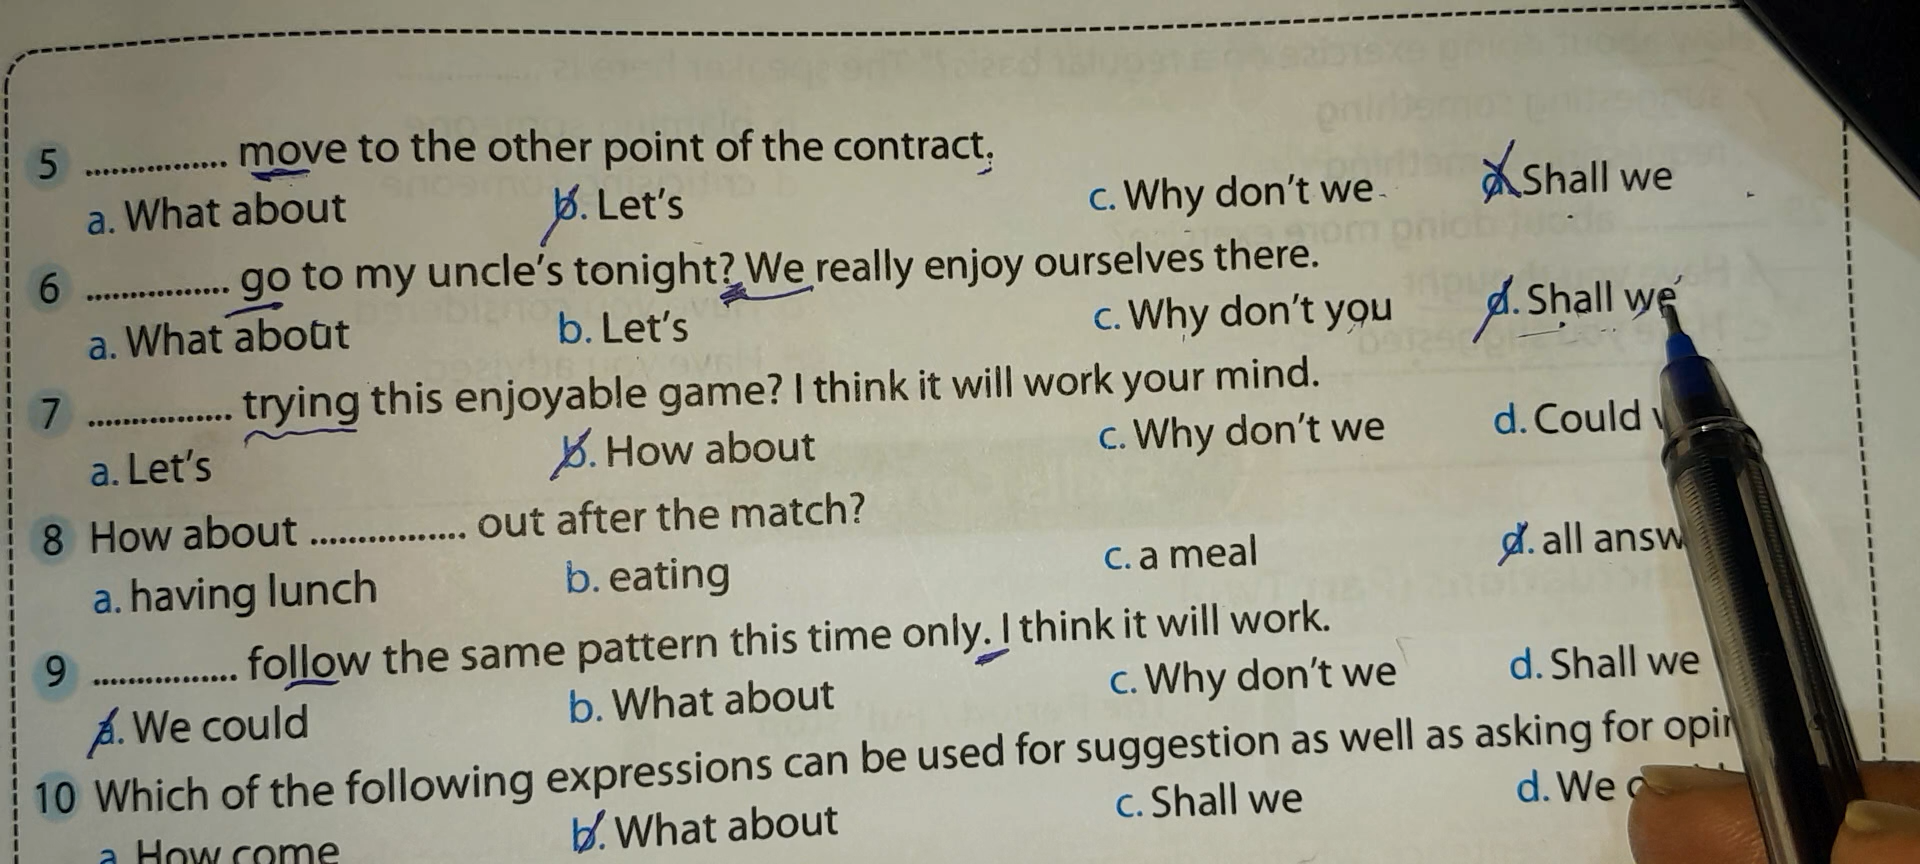 5 ............... move to the other point of the contract.
a. What about b. Let's c. Why don't we d. Shall we
6 ............... go to my uncle's tonight? We really enjoy ourselves there.
a. What about b. Let's c. Why don't you d. Shall we
7 ............... trying this enjoyable game? I think it will work your mind.
a. Let's b. How about c. Why don't we d. Could
8 How about ............... out after the match?
a. having lunch b. eating c. a meal d. all
9 ............... follow the same pattern this time only. I think it will work.
a. We could b. What about c. Why don't we d. Shall we
10 Which of the following expressions can be used for suggestion as well as asking for
a. How come b. What about c. Shall we d. We